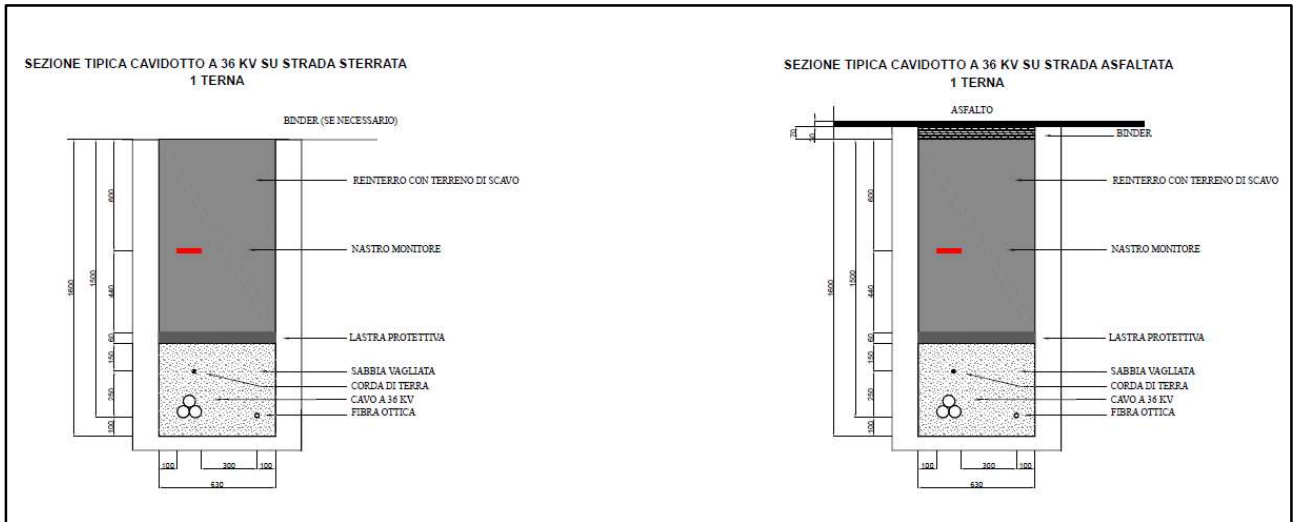 SEZIONE TIPICA CAVIDOTTO A 36 KV SU STRADA STERRATA
1 TERNA
BINDER (SE NECESSARIO)
REINTERRO CON TERRENO DI SCAVO
NASTRO MONITORE
LASTRA PROTETTIVA
SABBIA VAGLIATA
CORDA DI TERRA
CAVO A 36 KV
FIBRA OTTICA
600
440
60
150
250
100
1500
1600
100
300
100
630
SEZIONE TIPICA CAVIDOTTO A 36 KV SU STRADA ASFALTATA
1 TERNA
ASFALTO
BINDER
REINTERRO CON TERRENO DI SCAVO
NASTRO MONITORE
LASTRA PROTETTIVA
SABBIA VAGLIATA
CORDA DI TERRA
CAVO A 36 KV
FIBRA OTTICA
70
30
600
440
60
150
250
100
1500
1600
100
300
100
630